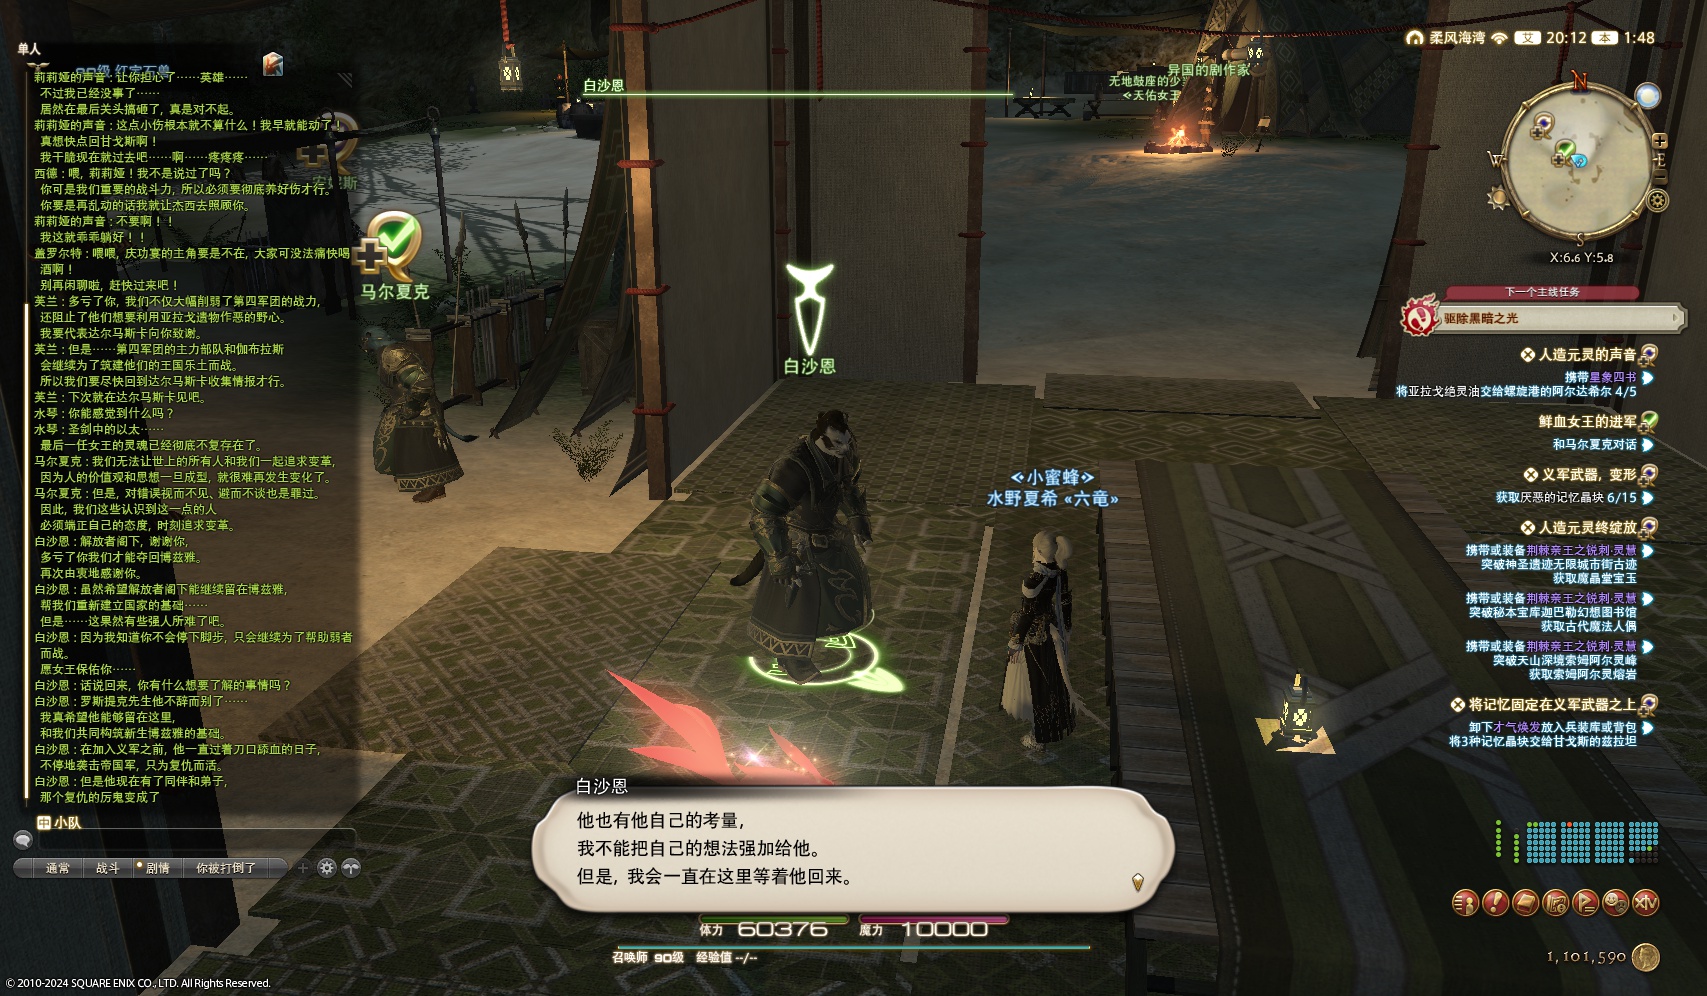 单人
90级 红宝石兽
莉莉娅的声音：让你担心了……英雄……
不过我已经没事了……
居然在最后关头搞砸了，真是对不起。
莉莉娅的声音：这点小伤根本就不算什么！我早就能动了
真想快点回甘戈斯啊！
我干脆现在就过去吧……啊……疼疼疼……
西德：喂，莉莉娅！我不是说过了吗？
你可是我们重要的战斗力，所以必须要彻底养好伤才行。
你要是再乱动的话我就让杰西去照顾你。
莉莉娅的声音：不要啊！！
我这就乖乖躺好！！
盖罗尔特：喂喂，庆功宴的主角要是不在，大家可没法痛快喝
酒啊！
别再闲聊啦，赶快过来吧！
芙兰：多亏了你，我们不仅大幅削弱了第四军团的战力，
还阻止了他们想要利用亚拉戈遗物作恶的野心。
我要代表达尔马斯卡向你致谢。
芙兰：但是……第四军团的主力部队和伽布拉斯
会继续为了筑建他们的王国乐土而战。
所以我们要尽快回到达尔马斯卡收集情报才行。
芙兰：下次就在达尔马斯卡见吧。
水琴：你能感觉到什么吗？
水琴：圣剑中的以太……
最后一任女王的灵魂已经彻底不复存在了。
马尔夏克：我们无法让世上的所有人和我们一起追求变革，
因为人的价值观和思想一旦成型，就很难再发生变化了。
马尔夏克：但是，对错误视而不见、避而不谈也是罪过。
因此，我们这些认识到这一点的人
必须端正自己的态度，时刻追求变革。
白沙恩：解放者阁下，谢谢你，
多亏了你我们才能夺回博兹雅。
再次由衷地感谢你。
白沙恩：虽然希望解放者阁下能继续留在博兹雅，
帮我们重新建立国家的基础……
但是……这果然有些强人所难了吧。
白沙恩：因为我知道你不会停下脚步，只会继续为了帮助弱者
而战。
愿女王保佑你……
白沙恩：话说回来，你有什么想要了解的事情吗？
白沙恩：罗斯提克先生他不辞而别了……
我真希望他能够留在这里，
和我们共同构筑新生博兹雅的基础。
白沙恩：在加入义军之前，他一直过着刀口舔血的日子，
不停地袭击帝国军，只为复仇而活。
白沙恩：但是他现在有了同伴和弟子，
那个复仇的厉鬼变成了
小队
通常 战斗 剧情 你被打倒了
© 2010-2024 SQUARE ENIX CO., LTD. All Rights Reserved.
马尔夏克
白沙恩
异国的剧作家
无地鼓座的少
天佑女王
白沙恩
<小蜜蜂>
水野夏希 «六竜»
白沙恩
他也有他自己的考量，
我不能把自己的想法强加给他。
但是，我会一直在这里等着他回来。
体力 60376 魔力 10000
召唤师 90级 经验值 --/--
柔风海湾 艾 20:12 本 1:48
N
W
E
S
X:6.6 Y:5.8
下一个主线任务
驱除黑暗之光
人造元灵的声音
携带星象四书
将亚拉戈绝灵油交给螺旋港的阿尔达希尔 4/5
鲜血女王的进军
和马尔夏克对话
义军武器，变形
获取厌恶的记忆晶块 6/15
人造元灵终绽放
携带或装备荆棘亲王之锐刺·灵慧
突破神圣遗迹无限城市街古迹
获取魔晶堂宝玉
携带或装备荆棘亲王之锐刺·灵慧
突破秘本宝库迦巴勒幻想图书馆
获取古代魔法人偶
携带或装备荆棘亲王之锐刺·灵慧
突破天山深境索姆阿尔灵峰
获取索姆阿尔灵熔岩
将记忆固定在义军武器之上
卸下才气焕发放入兵装库或背包
将3种记忆晶块交给甘戈斯的兹拉坦
XIV
1,101,590